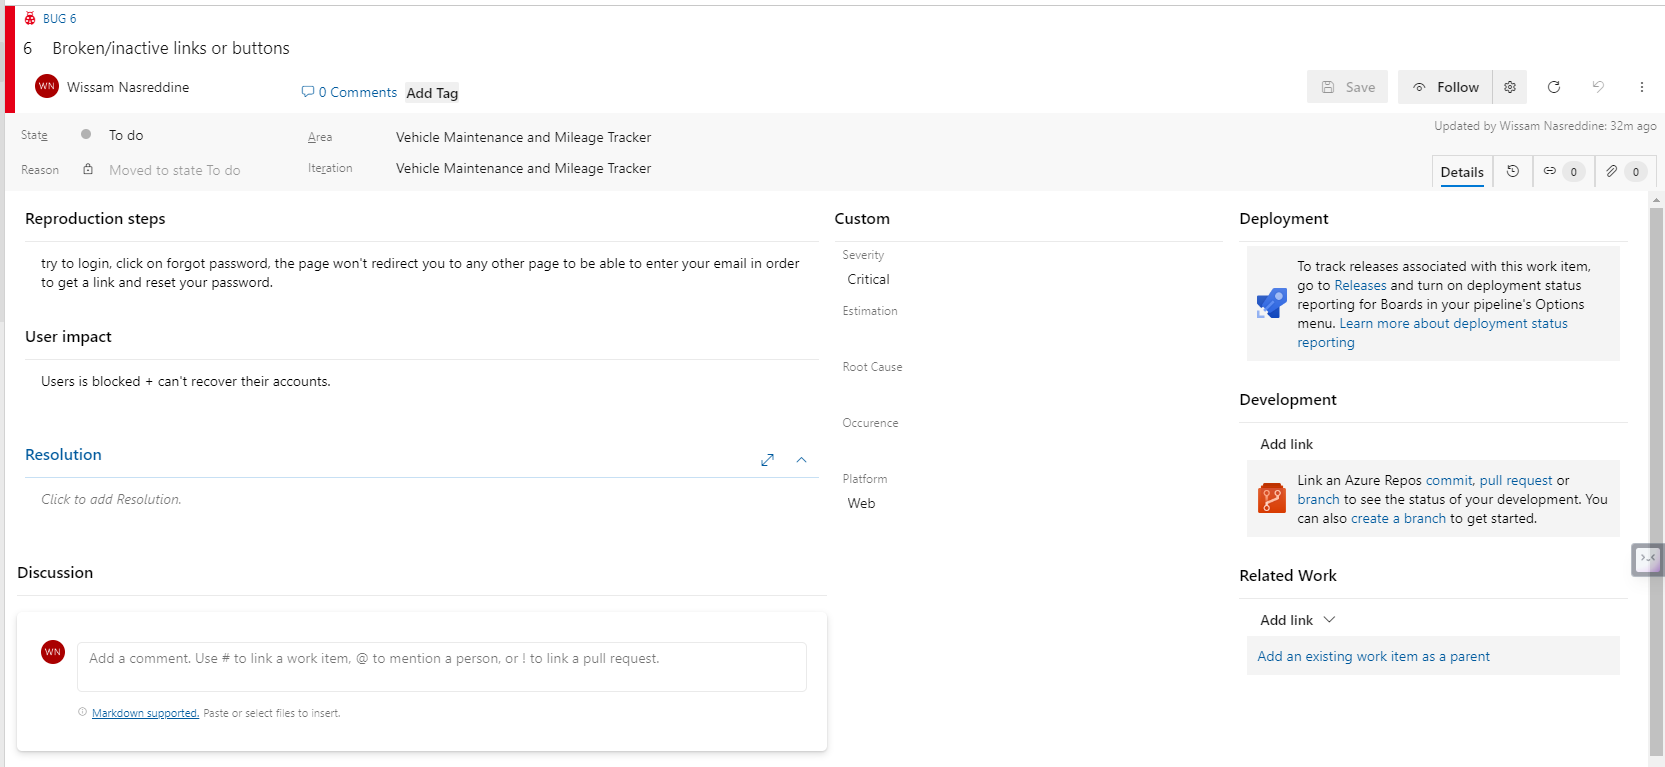 BUG 6
6 Broken/inactive links or buttons
WN Wissam Nasreddine
0 Comments Add Tag
Save Follow
State To do
Area Vehicle Maintenance and Mileage Tracker
Updated by Wissam Nasreddine: 32m ago
Reason Moved to state To do
Iteration Vehicle Maintenance and Mileage Tracker
Details 0 0
Reproduction steps
try to login, click on forgot password, the page won't redirect you to any other page to be able to enter your email in order
to get a link and reset your password.
User impact
Users is blocked + can't recover their accounts.
Resolution
Click to add Resolution.
Discussion
WN
Add a comment. Use # to link a work item, @ to mention a person, or ! to link a pull request.
Markdown supported. Paste or select files to insert.
Custom
Severity
Critical
Estimation
Root Cause
Occurence
Platform
Web
Deployment
To track releases associated with this work item,
go to Releases and turn on deployment status
reporting for Boards in your pipeline's Options
menu. Learn more about deployment status
reporting
Development
Add link
Link an Azure Repos commit, pull request or
branch to see the status of your development. You
can also create a branch to get started.
Related Work
Add link
Add an existing work item as a parent